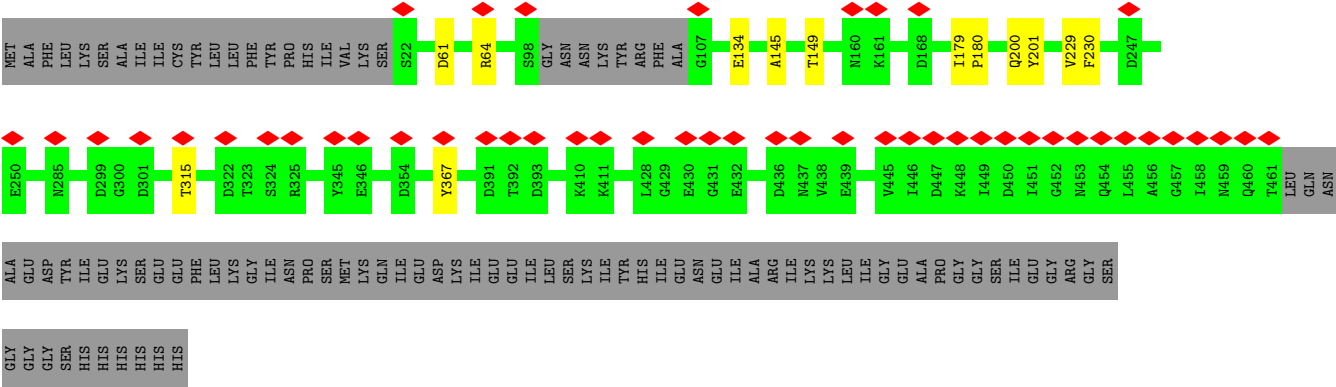 MET ALA PHE LEU LYS SER ALA ILE ILE CYS TYR LEU LEU PHE TYR PRO HIS ILE VAL LYS SER S22 D61 R64 S98 GLY ASN ASN LYS TYR ARG PHE ALA G107 E134 A145 T149 N160 K161 D168 I179 P180 Q200 Y201 V229 F230 D247
E250 N285 D299 G300 D301 T315 D322 T323 S324 R325 Y345 E346 D354 Y367 D391 T392 D393 K410 K411 L428 G429 E430 G431 E432 D436 N437 V438 E439 V445 I446 D447 K448 I449 D450 I451 G452 N453 Q454 L455 A456 G457 I458 N459 Q460 T461 LEU GLN ASN
ALA GLU ASP TYR ILE GLU LYS SER GLU GLU PHE LEU LYS GLY ILE ASN PRO SER MET LYS GLN ILE GLU ASP LYS ILE GLU GLU ILE LEU SER LYS ILE TYR HIS ILE GLU ASN GLU ILE ALA ARG ILE LYS LYS LEU ILE GLY GLU ALA PRO GLY GLY SER ILE GLU GLY ARG GLY SER
GLY GLY GLY SER HIS HIS HIS HIS HIS HIS